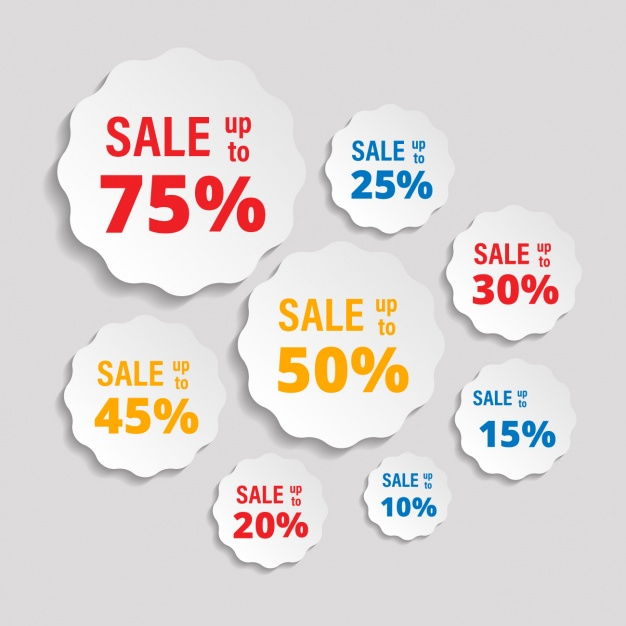 SALE up to
75%
SALE up to
25%
SALE up to
30%
SALE up to
50%
SALE up to
45%
SALE up to
15%
SALE up to
20%
SALE up to
10%